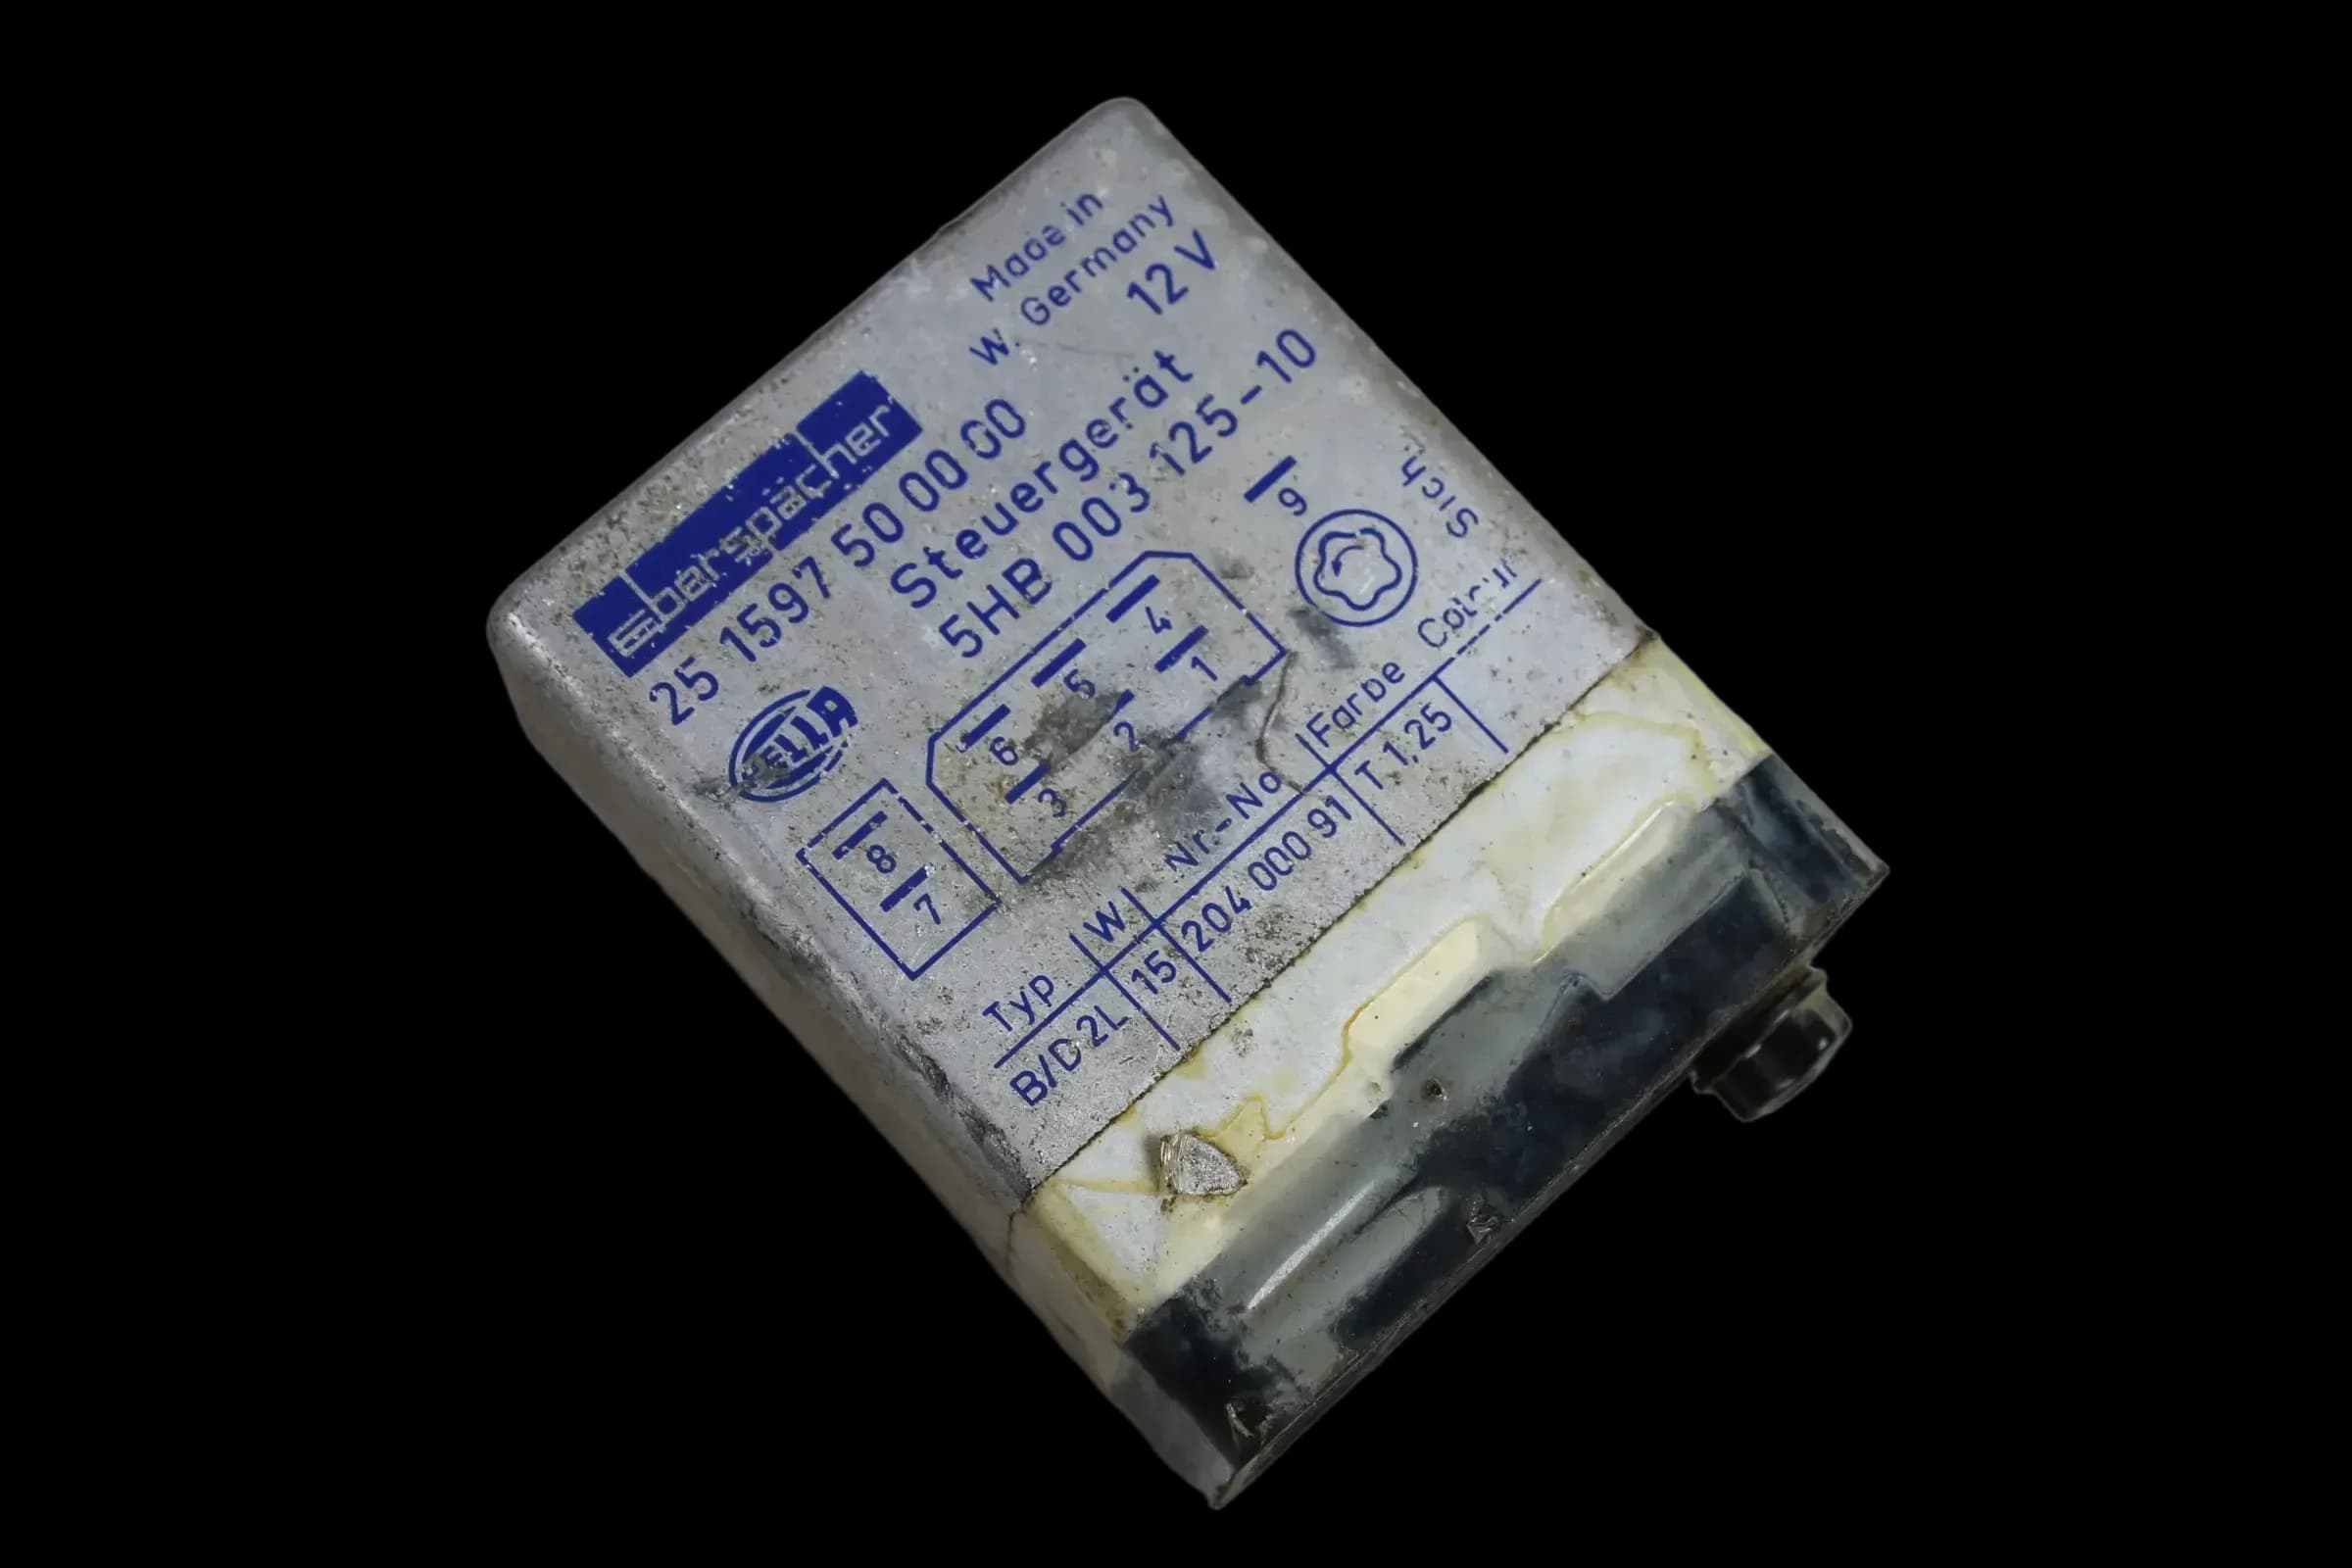 Made in
W. Germany
eberspächer
12 V
25 1597 50 00 00
Steuergerät
5HB 003 125-10
HELLA
9
4
5
6
1
2
3
8
7
Sich
Typ W Nr.-No Farbe Colour
B/D 2L 15 204 000 91 T 1,25